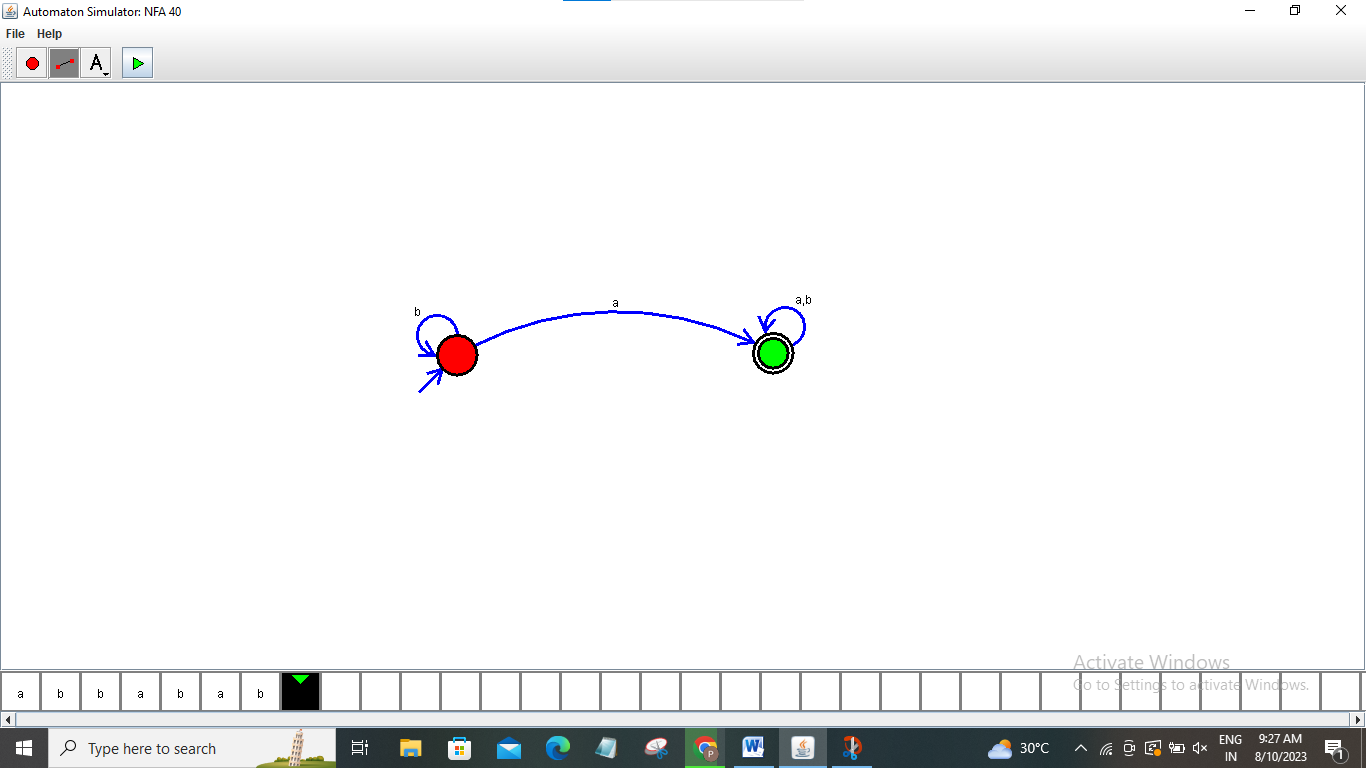 Automaton Simulator: NFA 40
File Help
A
b
a
a,b
Activate Windows
Go to Settings to activate Windows.
a b b a b a b
Type here to search
W
P
30°C
ENG
IN
9:27 AM
8/10/2023
1